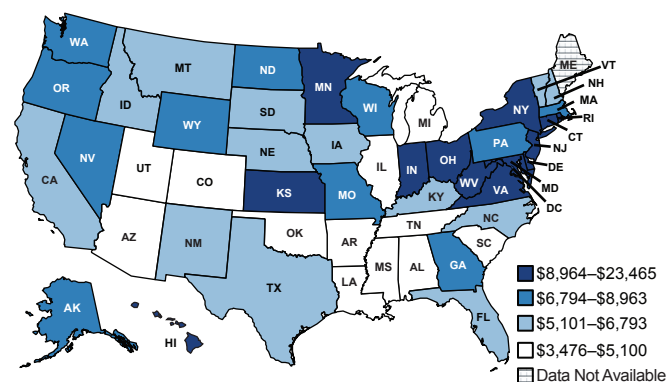 WA
MT
ND
MN
ME
VT
NH
MA
RI
CT
NJ
DE
MD
DC
OR
ID
SD
WI
NY
MI
WY
IA
PA
NE
NV
UT
IL
IN
OH
CA
CO
KS
MO
WV
VA
KY
NC
AZ
NM
OK
AR
TN
SC
MS
AL
GA
TX
LA
AK
FL
HI
$8,964–$23,465
$6,794–$8,963
$5,101–$6,793
$3,476–$5,100
Data Not Available